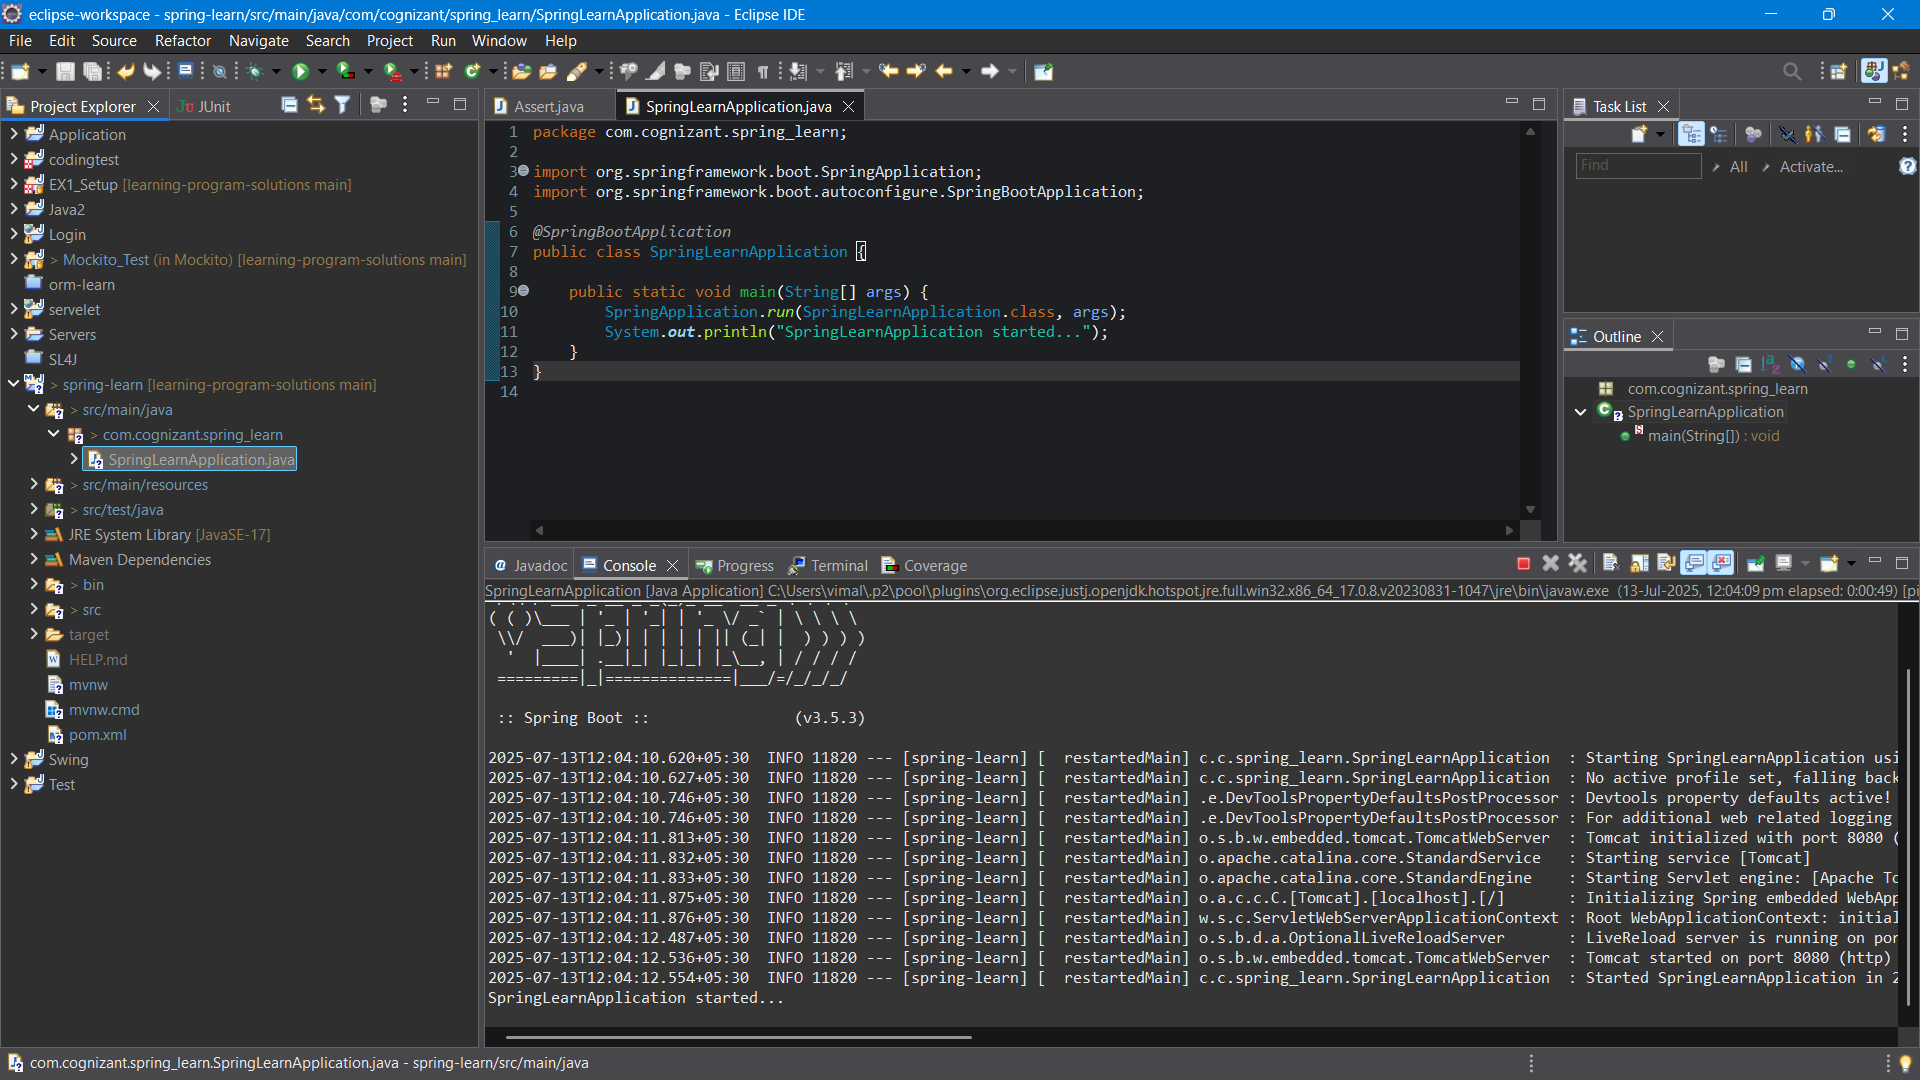 eclipse-workspace - spring-learn/src/main/java/com/cognizant/spring_learn/SpringLearnApplication.java - Eclipse IDE
File Edit Source Refactor Navigate Search Project Run Window Help
Project Explorer
JUnit
Application
codingtest
EX1_Setup [learning-program-solutions main]
Java2
Login
> Mockito_Test (in Mockito) [learning-program-solutions main]
orm-learn
servelet
Servers
SL4J
> spring-learn [learning-program-solutions main]
> src/main/java
> com.cognizant.spring_learn
SpringLearnApplication.java
> src/main/resources
> src/test/java
JRE System Library [JavaSE-17]
Maven Dependencies
> bin
> src
target
HELP.md
mvnw
mvnw.cmd
pom.xml
Swing
Test
Assert.java
SpringLearnApplication.java
1 package com.cognizant.spring_learn;
2
3 import org.springframework.boot.SpringApplication;
4 import org.springframework.boot.autoconfigure.SpringBootApplication;
5
6 @SpringBootApplication
7 public class SpringLearnApplication {
8
9 public static void main(String[] args) {
10 SpringApplication.run(SpringLearnApplication.class, args);
11 System.out.println("SpringLearnApplication started...");
12 }
13 }
14
Task List
Find
All
Activate...
Outline
com.cognizant.spring_learn
SpringLearnApplication
main(String[]) : void
Javadoc
Console
Progress
Terminal
Coverage
SpringLearnApplication [Java Application] C:\Users\vimal\.p2\pool\plugins\org.eclipse.justj.openjdk.hotspot.jre.full.win32.x86_64_17.0.8.v20230831-1047\jre\bin\javaw.exe (13-Jul-2025, 12:04:09 pm elapsed: 0:00:49) [pi
:: Spring Boot :: (v3.5.3)
2025-07-13T12:04:10.620+05:30 INFO 11820 --- [spring-learn] [ restartedMain] c.c.spring_learn.SpringLearnApplication : Starting SpringLearnApplication usi
2025-07-13T12:04:10.627+05:30 INFO 11820 --- [spring-learn] [ restartedMain] c.c.spring_learn.SpringLearnApplication : No active profile set, falling back
2025-07-13T12:04:10.746+05:30 INFO 11820 --- [spring-learn] [ restartedMain] .e.DevToolsPropertyDefaultsPostProcessor : Devtools property defaults active!
2025-07-13T12:04:10.746+05:30 INFO 11820 --- [spring-learn] [ restartedMain] .e.DevToolsPropertyDefaultsPostProcessor : For additional web related logging
2025-07-13T12:04:11.813+05:30 INFO 11820 --- [spring-learn] [ restartedMain] o.s.b.w.embedded.tomcat.TomcatWebServer : Tomcat initialized with port 8080 (
2025-07-13T12:04:11.832+05:30 INFO 11820 --- [spring-learn] [ restartedMain] o.apache.catalina.core.StandardService : Starting service [Tomcat]
2025-07-13T12:04:11.833+05:30 INFO 11820 --- [spring-learn] [ restartedMain] o.apache.catalina.core.StandardEngine : Starting Servlet engine: [Apache To
2025-07-13T12:04:11.875+05:30 INFO 11820 --- [spring-learn] [ restartedMain] o.a.c.c.C.[Tomcat].[localhost].[/] : Initializing Spring embedded WebApp
2025-07-13T12:04:11.876+05:30 INFO 11820 --- [spring-learn] [ restartedMain] w.s.c.ServletWebServerApplicationContext : Root WebApplicationContext: initial
2025-07-13T12:04:12.487+05:30 INFO 11820 --- [spring-learn] [ restartedMain] o.s.b.d.a.OptionalLiveReloadServer : LiveReload server is running on por
2025-07-13T12:04:12.536+05:30 INFO 11820 --- [spring-learn] [ restartedMain] o.s.b.w.embedded.tomcat.TomcatWebServer : Tomcat started on port 8080 (http)
2025-07-13T12:04:12.554+05:30 INFO 11820 --- [spring-learn] [ restartedMain] c.c.spring_learn.SpringLearnApplication : Started SpringLearnApplication in 2
SpringLearnApplication started...
com.cognizant.spring_learn.SpringLearnApplication.java - spring-learn/src/main/java